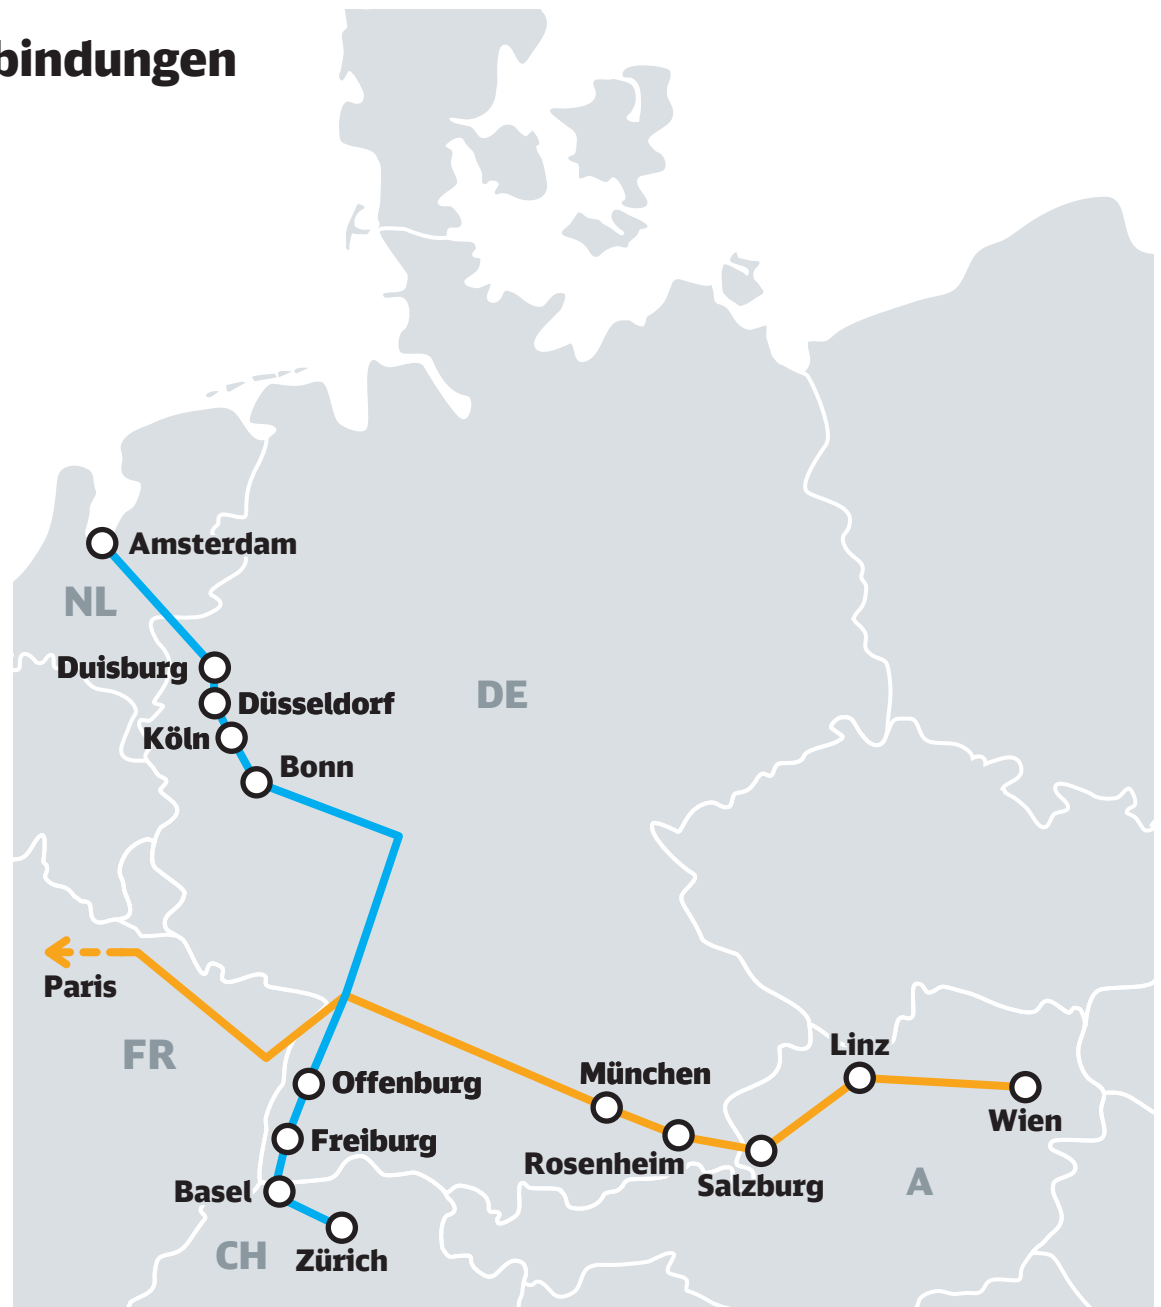 bindungen
Amsterdam
NL
Duisburg
DE
Düsseldorf
Köln
Bonn
Paris
FR
Linz
München
Offenburg
Wien
Freiburg
Rosenheim
Salzburg
A
Basel
CH
Zürich